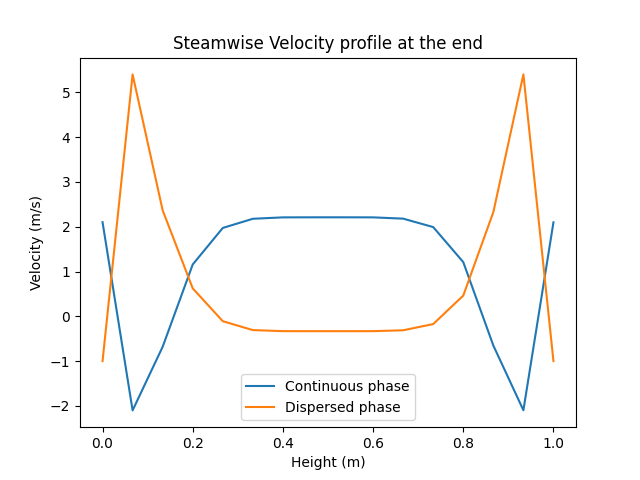 Steamwise Velocity profile at the end
Velocity (m/s)
5
4
3
2
1
0
−1
−2
Continuous phase
Dispersed phase
0.0 0.2 0.4 0.6 0.8 1.0
Height (m)